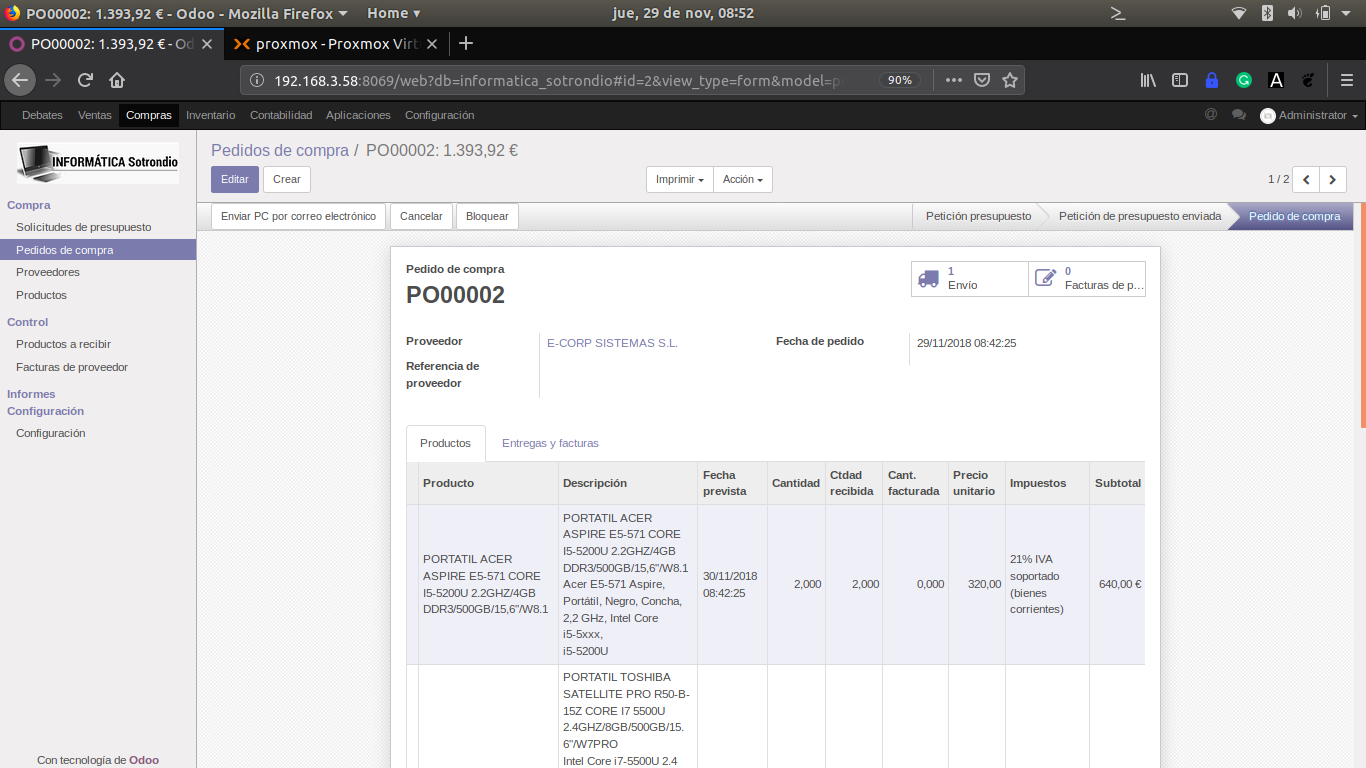 PO00002: 1.393,92 € - Odoo - Mozilla Firefox
Home
jue, 29 de nov, 08:52
PO00002: 1.393,92 € - Od
proxmox - Proxmox Virt
192.168.3.58:8069/web?db=informatica_sotrondio#id=2&view_type=form&model=p
90%
Debates Ventas Compras Inventario Contabilidad Aplicaciones Configuración
@ Administrator
INFORMÁTICA Sotrondio
Pedidos de compra / PO00002: 1.393,92 €
Editar Crear
Imprimir Acción
1 / 2
Compra
Solicitudes de presupuesto
Pedidos de compra
Proveedores
Productos
Control
Productos a recibir
Facturas de proveedor
Informes
Configuración
Configuración
Con tecnología de Odoo
Enviar PC por correo electrónico Cancelar Bloquear
Petición presupuesto Petición de presupuesto enviada Pedido de compra
Pedido de compra
PO00002
1
Envío
0
Facturas de p...
Proveedor
E-CORP SISTEMAS S.L.
Referencia de
proveedor
Fecha de pedido
29/11/2018 08:42:25
Productos Entregas y facturas
Producto
Descripción
Fecha
prevista
Cantidad
Ctdad
recibida
Cant.
facturada
Precio
unitario
Impuestos
Subtotal
PORTATIL ACER
ASPIRE E5-571 CORE
I5-5200U 2.2GHZ/4GB
DDR3/500GB/15,6"/W8.1
PORTATIL ACER
ASPIRE E5-571 CORE
I5-5200U 2.2GHZ/4GB
DDR3/500GB/15,6"/W8.1
Acer E5-571 Aspire,
Portátil, Negro, Concha,
2,2 GHz, Intel Core
i5-5xxx,
i5-5200U
30/11/2018
08:42:25
2,000
2,000
0,000
320,00
21% IVA
soportado
(bienes
corrientes)
640,00 €
PORTATIL TOSHIBA
SATELLITE PRO R50-B-
15Z CORE I7 5500U
2.4GHZ/8GB/500GB/15.
6"/W7PRO
Intel Core i7-5500U 2.4